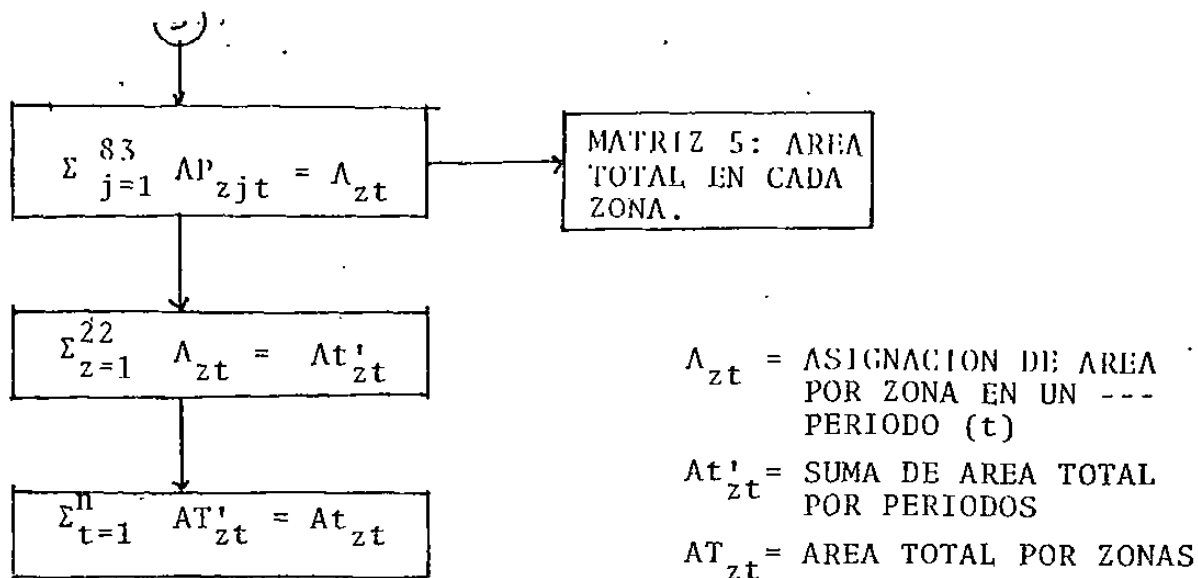 Σ 83 j=1 AP zjt = A zt
MATRIZ 5: AREA
TOTAL EN CADA
ZONA.
Σ 22 z=1 A zt = At' zt
Σ n t=1 AT' zt = At zt
A zt = ASIGNACION DE AREA
POR ZONA EN UN ---
PERIODO (t)
At' zt = SUMA DE AREA TOTAL
POR PERIODOS
AT zt = AREA TOTAL POR ZONAS